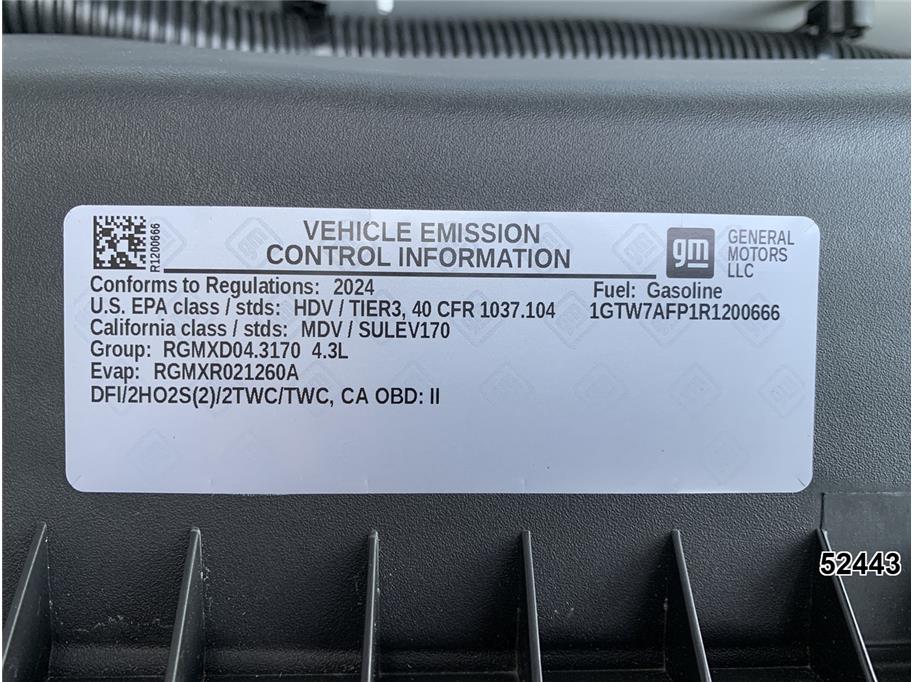 R1200666
VEHICLE EMISSION
CONTROL INFORMATION
gm
GENERAL
MOTORS
LLC
Conforms to Regulations: 2024
Fuel: Gasoline
U.S. EPA class / stds: HDV / TIER3, 40 CFR 1037.104
1GTW7AFP1R1200666
California class / stds: MDV / SULEV170
Group: RGMXD04.3170 4.3L
Evap: RGMXR021260A
DFI/2HO2S(2)/2TWC/TWC, CA OBD: II
52443